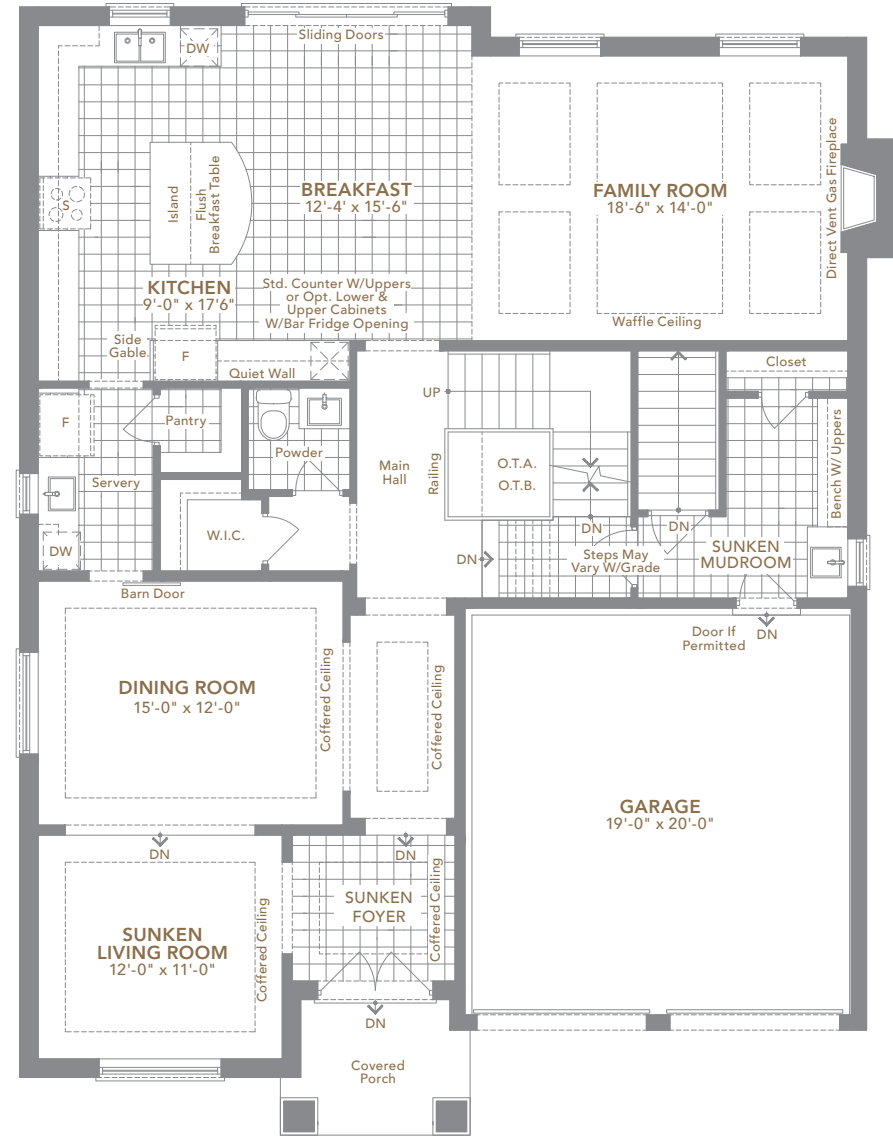 Sliding Doors
DW
BREAKFAST
12'-4' x 15'-6"
FAMILY ROOM
18'-6" x 14'-0"
Direct Vent Gas Fireplace
Waffle Ceiling
S
Island
Flush
Breakfast Table
KITCHEN
9'-0" x 17'6"
Std. Counter W/Uppers
or Opt. Lower &
Upper Cabinets
W/Bar Fridge Opening
Side
Gable
F
Quiet Wall
Closet
UP
F
Pantry
Servery
Powder
Main
Hall
Railing
O.T.A.
O.T.B.
Bench W/ Uppers
W.I.C.
DW
DN
DN
DN
Steps May
Vary W/Grade
SUNKEN
MUDROOM
Barn Door
Door If
Permitted
DN
DINING ROOM
15'-0" x 12'-0"
Coffered Ceiling
Coffered Ceiling
GARAGE
19'-0" x 20'-0"
DN
DN
SUNKEN
LIVING ROOM
12'-0" x 11'-0"
Coffered Ceiling
SUNKEN
FOYER
Coffered Ceiling
DN
Covered
Porch